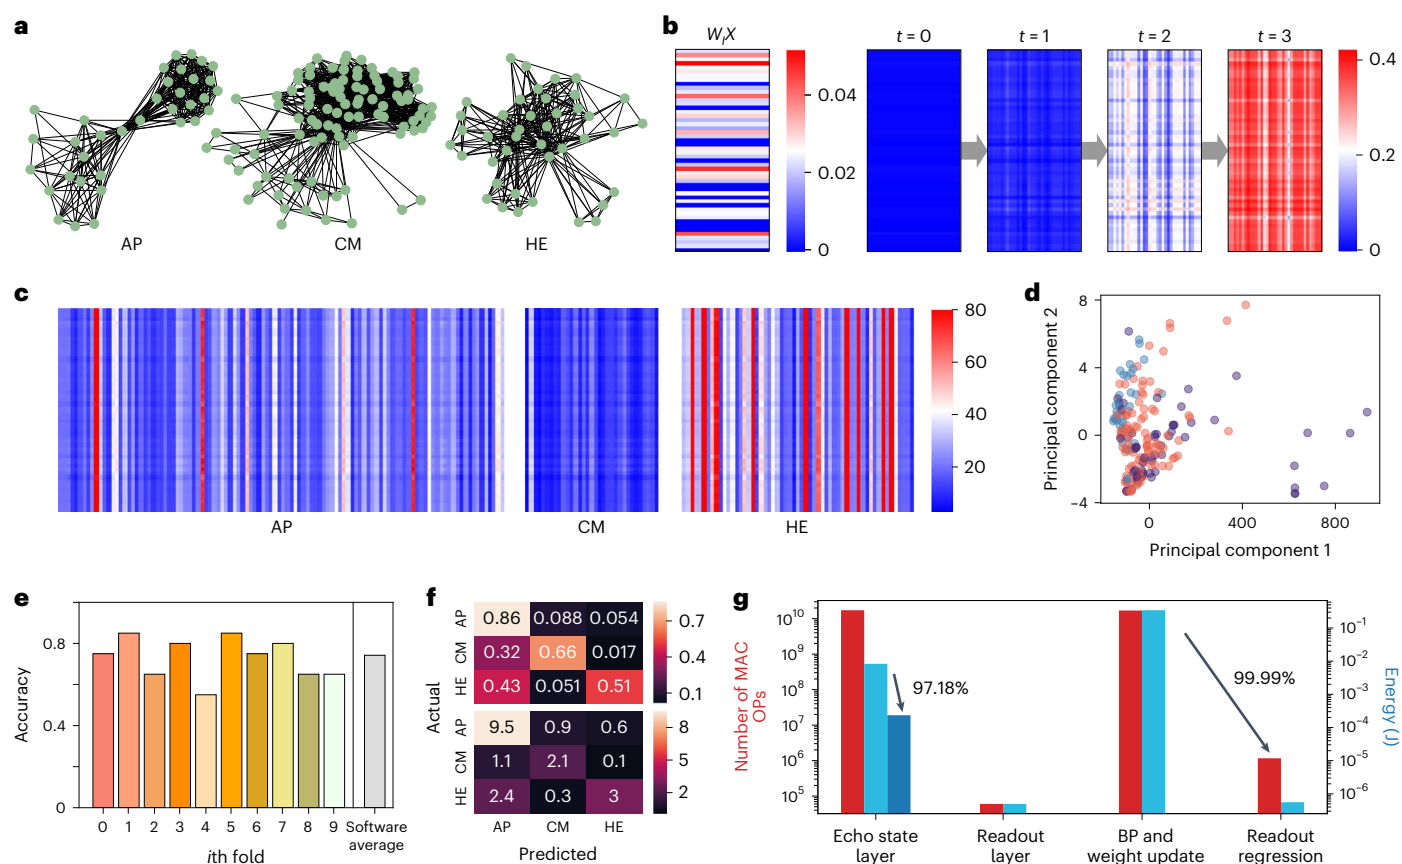 a
AP
CM
HE
b
WIX
0.04
0.02
0
t = 0
t = 1
t = 2
t = 3
0.4
0.2
0
c
AP
CM
HE
80
60
40
20
d
Principal component 2
8
4
0
–4
0
400
800
Principal component 1
e
Accuracy
0.8
0.4
0
0 1 2 3 4 5 6 7 8 9
Software
average
ith fold
f
Actual
AP
CM
HE
0.86 0.088 0.054
0.32 0.66 0.017
0.43 0.051 0.51
0.7
0.4
0.1
AP
CM
HE
9.5 0.9 0.6
1.1 2.1 0.1
2.4 0.3 3
8
5
2
AP CM HE
Predicted
g
Number of MAC
OPs
10^10
10^9
10^8
10^7
10^6
10^5
97.18%
99.99%
10^–1
10^–2
10^–3
10^–4
10^–5
10^–6
Energy (J)
Echo state
layer
Readout
layer
BP and
weight update
Readout
regression